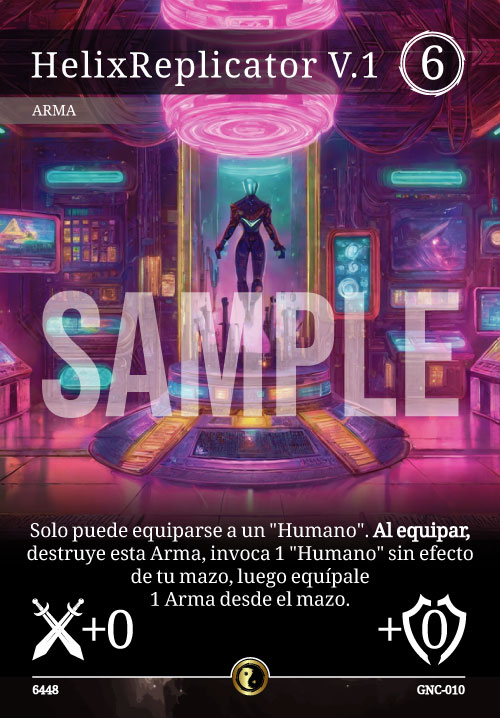 HelixReplicator V.1
6
ARMA
SAMPLE
Solo puede equiparse a un "Humano". Al equipar,
destruye esta Arma, invoca 1 "Humano" sin efecto
de tu mazo, luego equípale
1 Arma desde el mazo.
+0
+0
6448
GNC-010